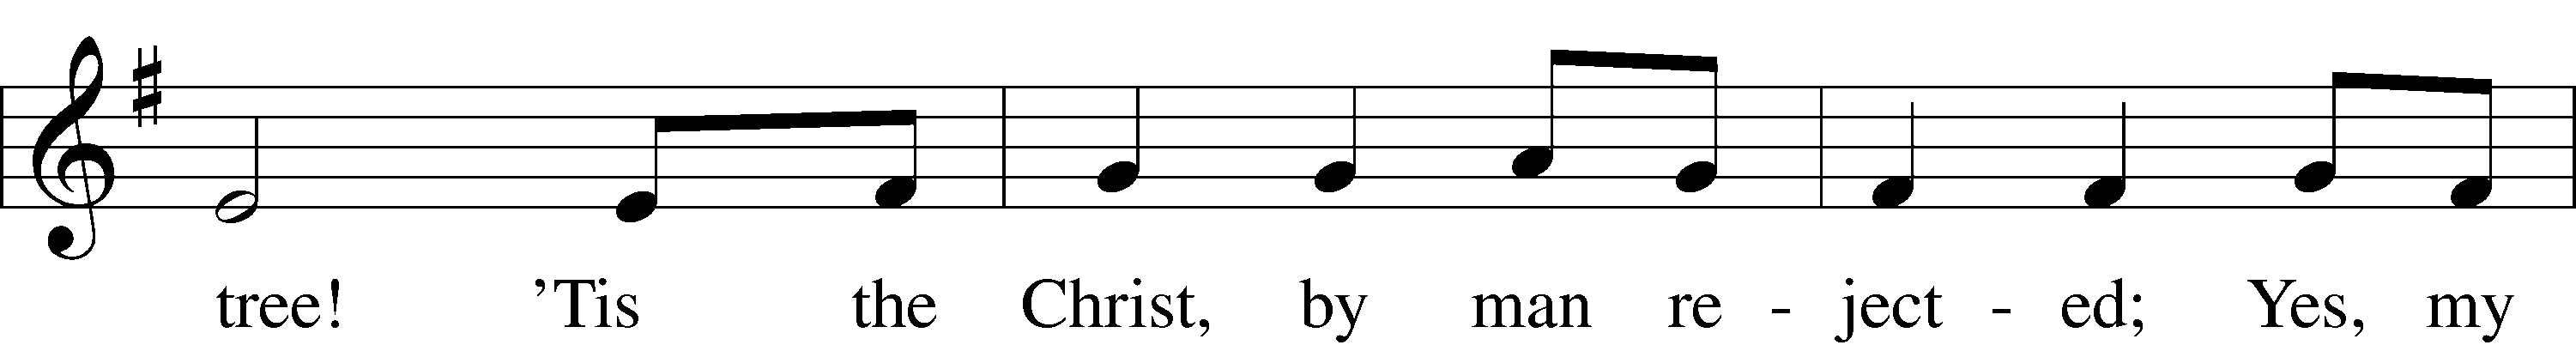 tree! ’Tis the Christ, by man re - ject - ed; Yes, my